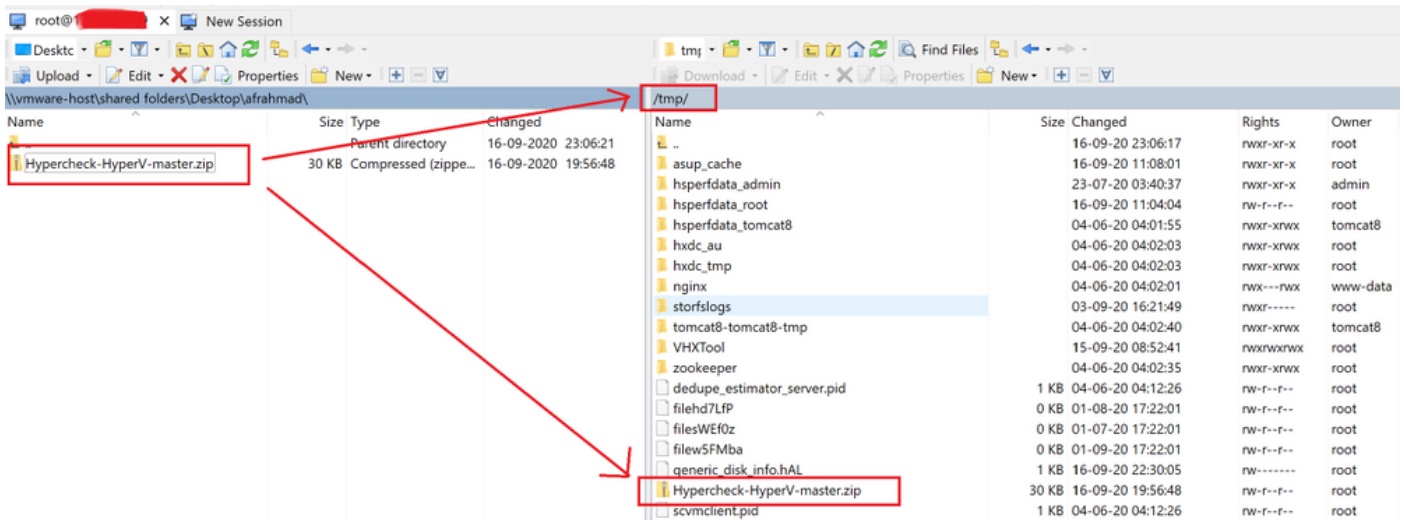 root@1 X New Session
Desktc tmp Find Files
Upload Edit Properties New Download Edit Properties New
\\vmware-host\shared folders\Desktop\afrahmad\ /tmp/
Name Size Type Changed Name Size Changed Rights Owner
.. Parent directory 16-09-2020 23:06:21 .. 16-09-20 23:06:17 rwxr-xr-x root
Hypercheck-HyperV-master.zip 30 KB Compressed (zippe... 16-09-2020 19:56:48 asup_cache 16-09-20 11:08:01 rwxr-xr-x root
hsperfdata_admin 23-07-20 03:40:37 rwxr-xr-x admin
hsperfdata_root 16-09-20 11:04:04 rw-r--r-- root
hsperfdata_tomcat8 04-06-20 04:01:55 rwxr-xrwx tomcat8
hxdc_au 04-06-20 04:02:03 rwxr-xrwx root
hxdc_tmp 04-06-20 04:02:03 rwxr-xrwx root
nginx 04-06-20 04:02:01 rwx---rwx www-data
storfslogs 03-09-20 16:21:49 rwxr----- root
tomcat8-tomcat8-tmp 04-06-20 04:02:40 rwxr-xrwx tomcat8
VHXTool 15-09-20 08:52:41 rwxrwxrwx root
zookeeper 04-06-20 04:02:35 rwxr-xrwx root
dedupe_estimator_server.pid 1 KB 04-06-20 04:12:26 rw-r--r-- root
filehd7LfP 0 KB 01-08-20 17:22:01 rw-r--r-- root
filesWEf0z 0 KB 01-07-20 17:22:01 rw-r--r-- root
filew5FMba 0 KB 01-09-20 17:22:01 rw-r--r-- root
generic_disk_info.hAL 1 KB 16-09-20 22:30:05 rw------- root
Hypercheck-HyperV-master.zip 30 KB 16-09-20 19:56:48 rw-r--r-- root
scvmclient.pid 1 KB 04-06-20 04:12:26 rw-r--r-- root